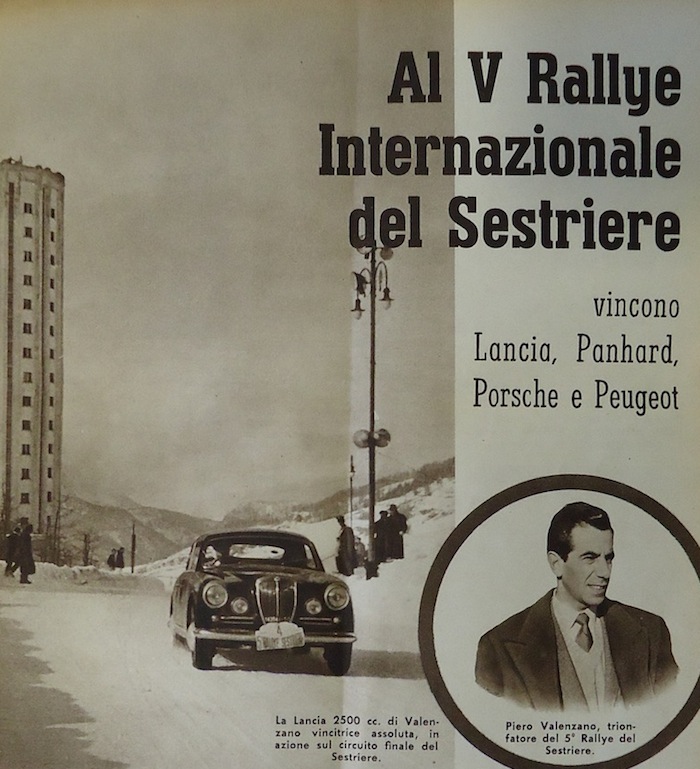 Al V Rallye
Internazionale
del Sestriere
vincono
Lancia, Panhard,
Porsche e Peugeot
La Lancia 2500 cc. di Valen-
zano vincitrice assoluta, in
azione sul circuito finale del
Sestriere.
Piero Valenzano, trion-
fatore del 5° Rallye del
Sestriere.